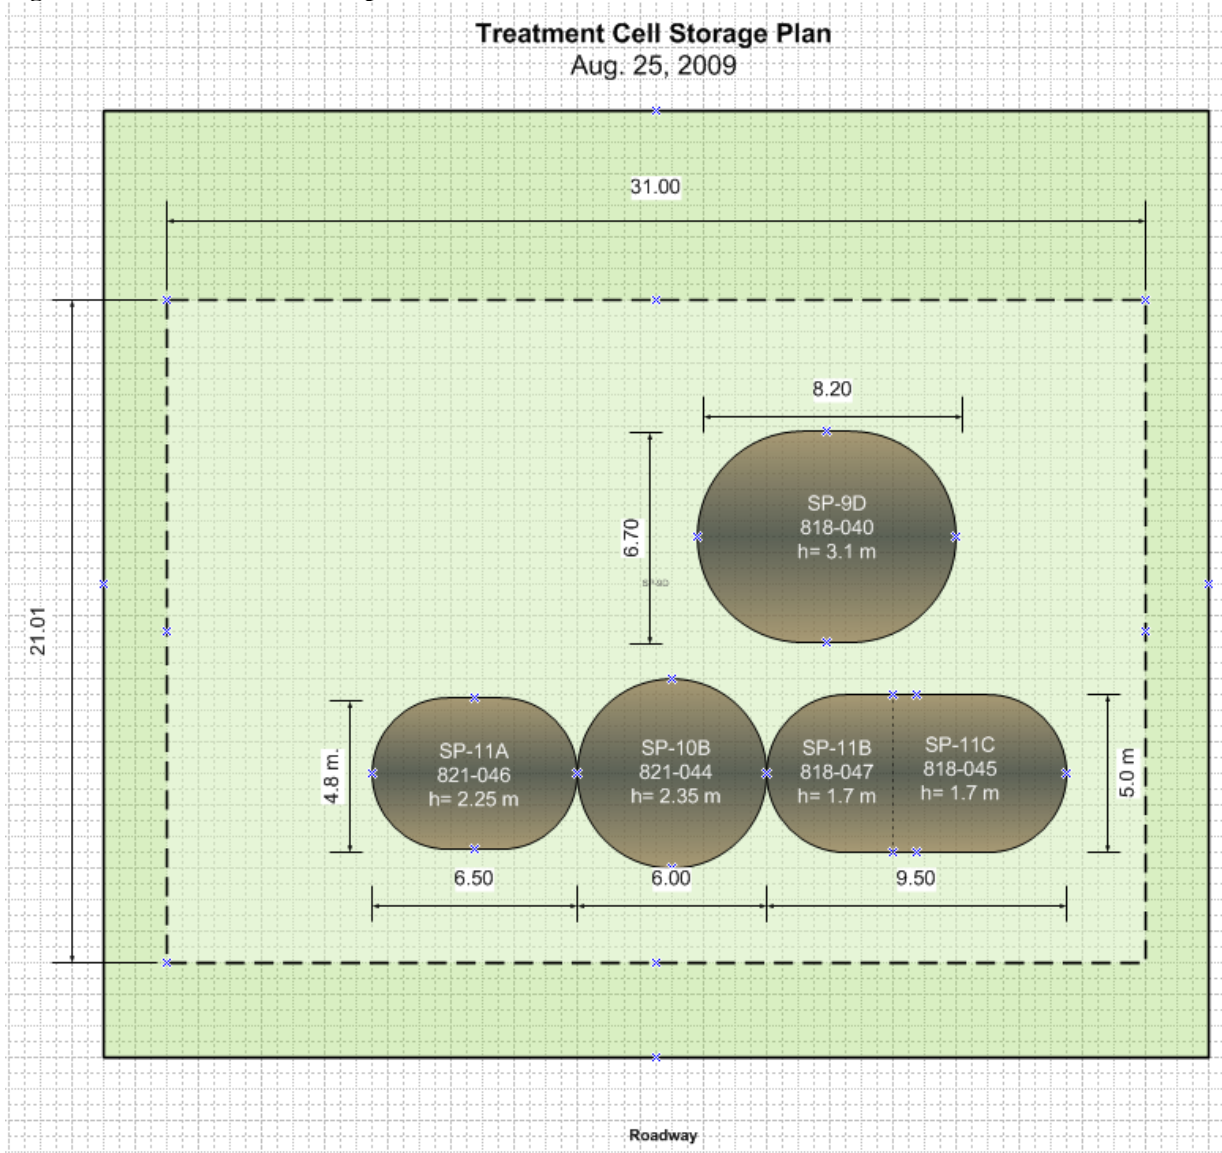 Treatment Cell Storage Plan
Aug. 25, 2009
31.00
8.20
6.70
SP-9D
818-040
h= 3.1 m
SP-9D
21.01
4.8 m.
SP-11A
821-046
h= 2.25 m
SP-10B
821-044
h= 2.35 m
SP-11B
818-047
h= 1.7 m
SP-11C
818-045
h= 1.7 m
5.0 m
6.50
6.00
9.50
Roadway